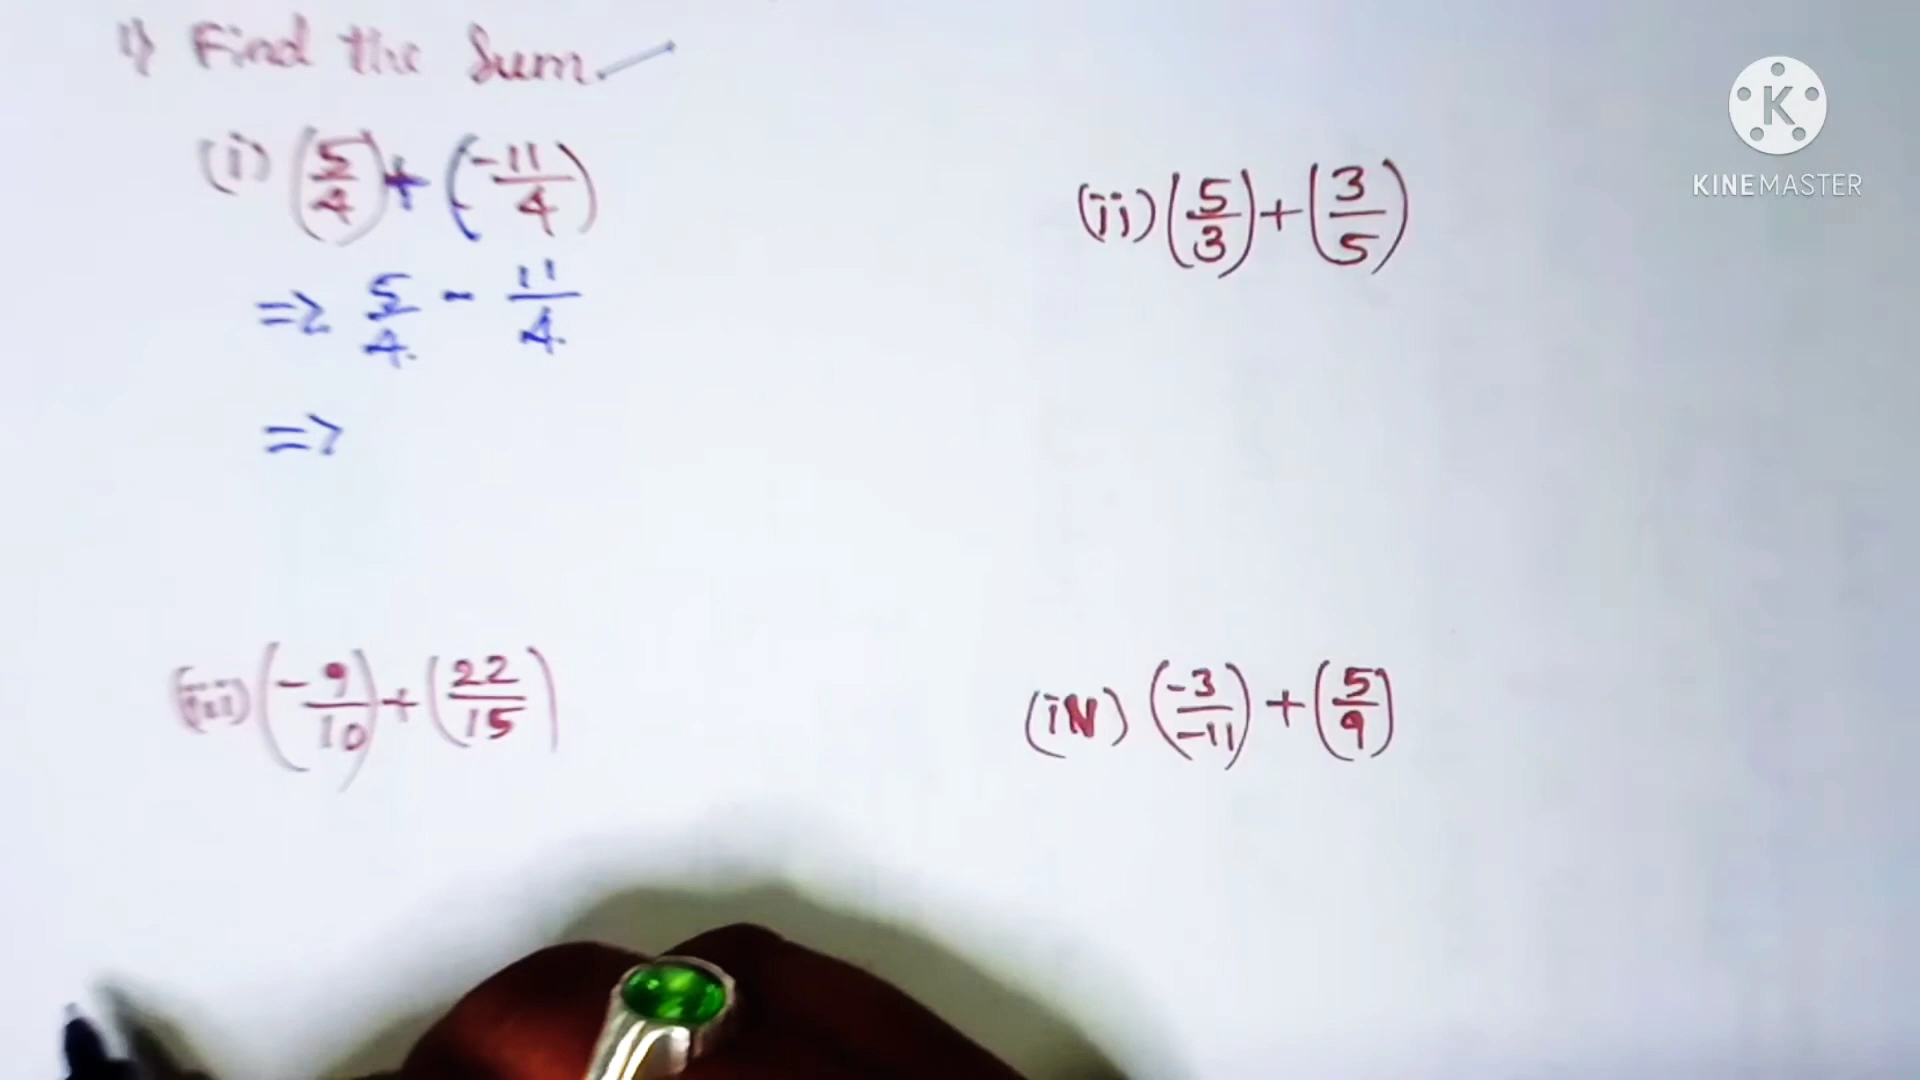 1) Find the Sum.
(i) (5/4) + (-11/4)
=> 5/4 - 11/4
=>
(ii) (5/3) + (3/5)
(iii) (-9/10) + (22/15)
(iv) (-3/-11) + (5/9)
K
KINEMASTER